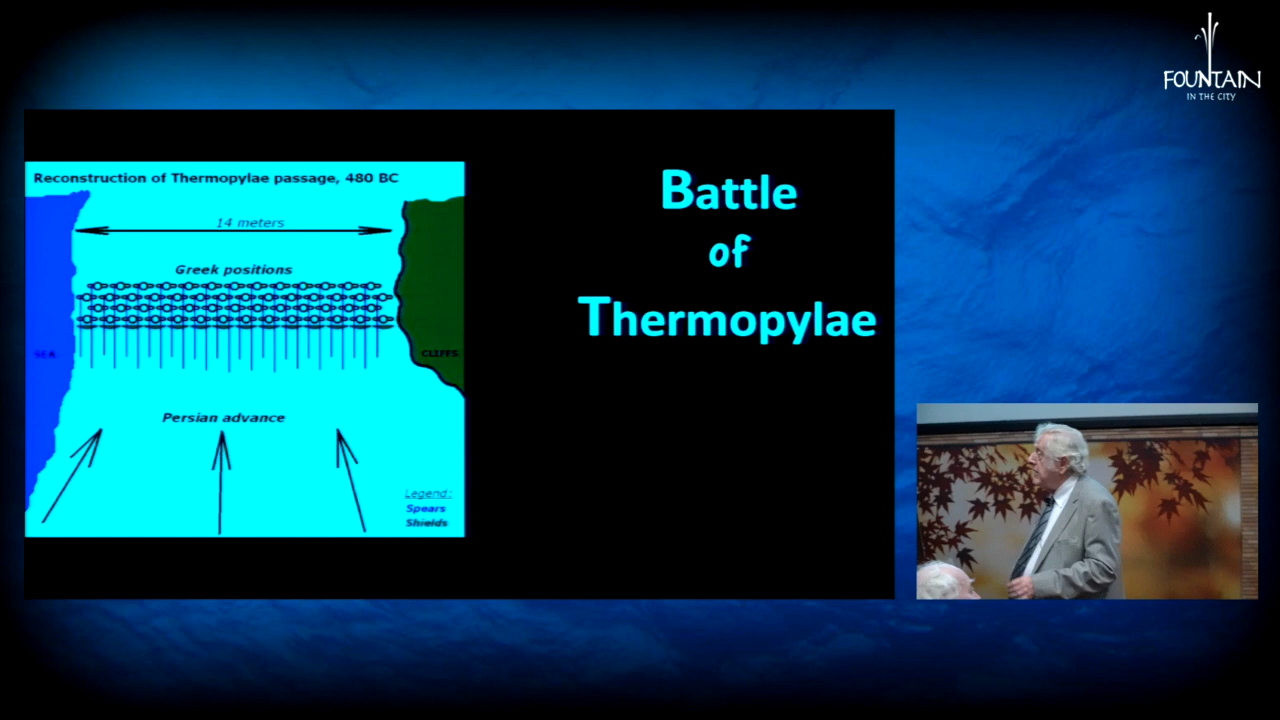 FOUNTAIN
IN THE CITY
Reconstruction of Thermopylae passage, 480 BC
14 meters
Greek positions
SEA
CLIFFS
Persian advance
Legend:
Spears
Shields
Battle
of
Thermopylae